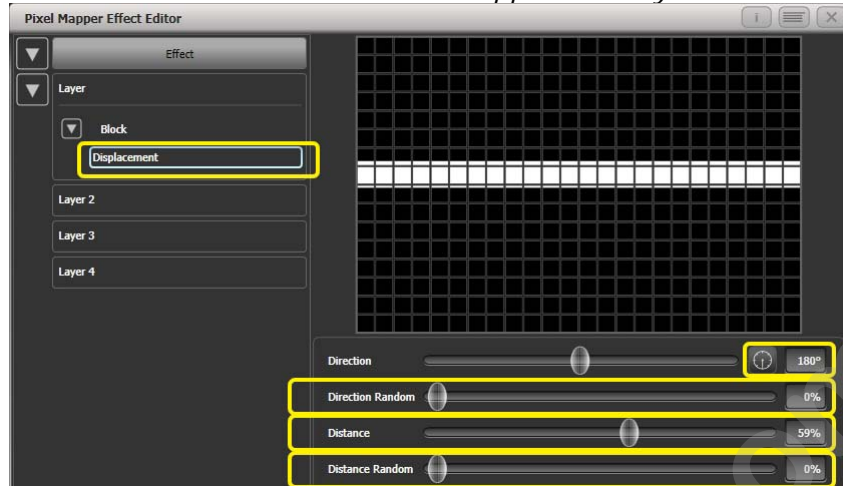 Pixel Mapper Effect Editor
i
Effect
Layer
Block
Displacement
Layer 2
Layer 3
Layer 4
Direction 180°
Direction Random 0%
Distance 59%
Distance Random 0%